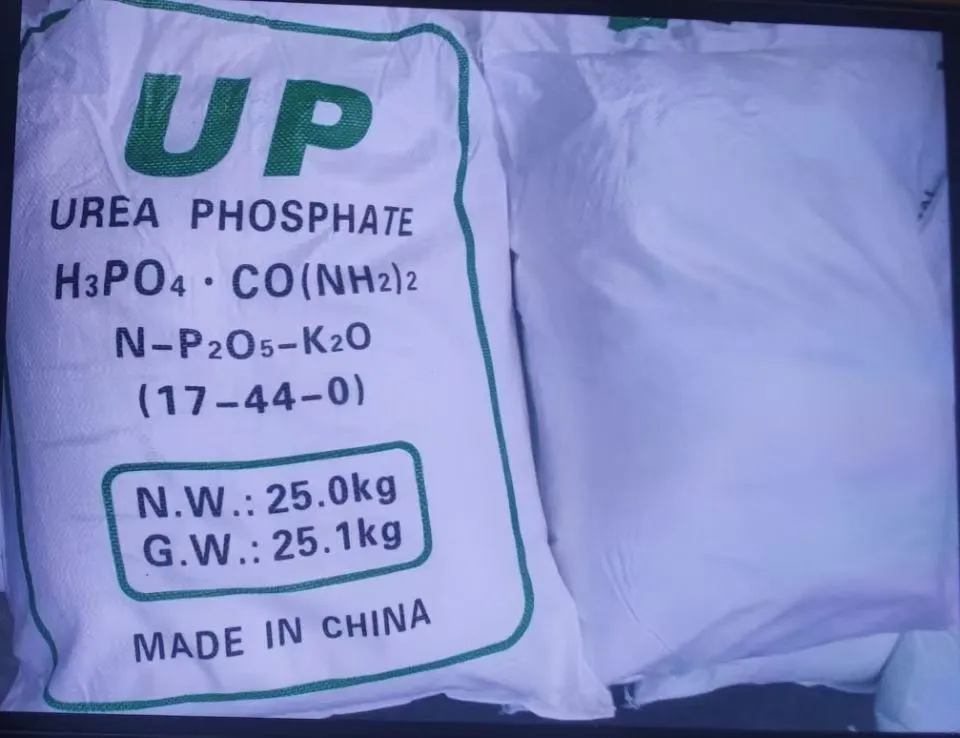 UP
UREA PHOSPHATE
H₃PO₄·CO(NH₂)₂
N-P₂O₅-K₂O
(17-44-0)
N.W.: 25.0kg
G.W.: 25.1kg
MADE IN CHINA